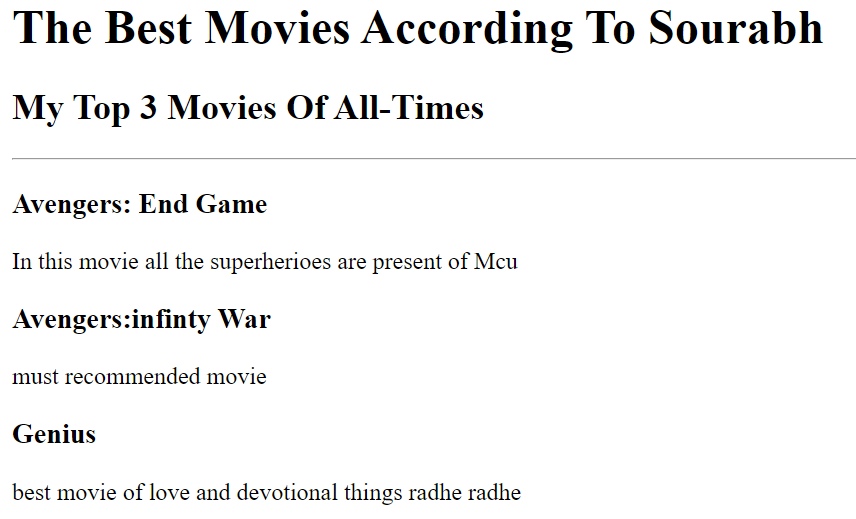 The Best Movies According To Sourabh
My Top 3 Movies Of All-Times
Avengers: End Game
In this movie all the superherioes are present of Mcu
Avengers:infinty War
must recommended movie
Genius
best movie of love and devotional things radhe radhe